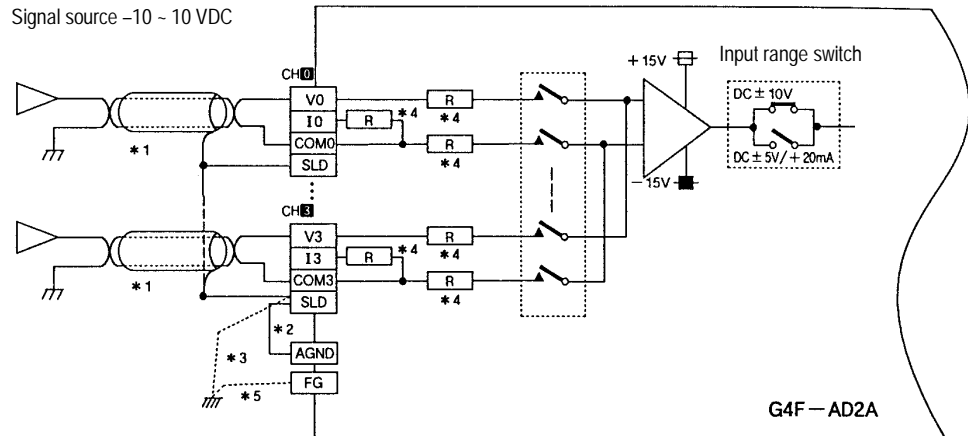 Signal source –10 ~ 10 VDC
Input range switch
CH0
+15V
DC ± 10V
V0
R
*4
I0
R
*4
COM0
R
*4
*1
SLD
DC ± 5V/+20mA
−15V
CH3
V3
R
*4
I3
R
*4
COM3
R
*4
*1
SLD
*2
*3
AGND
*5
FG
G4F−AD2A